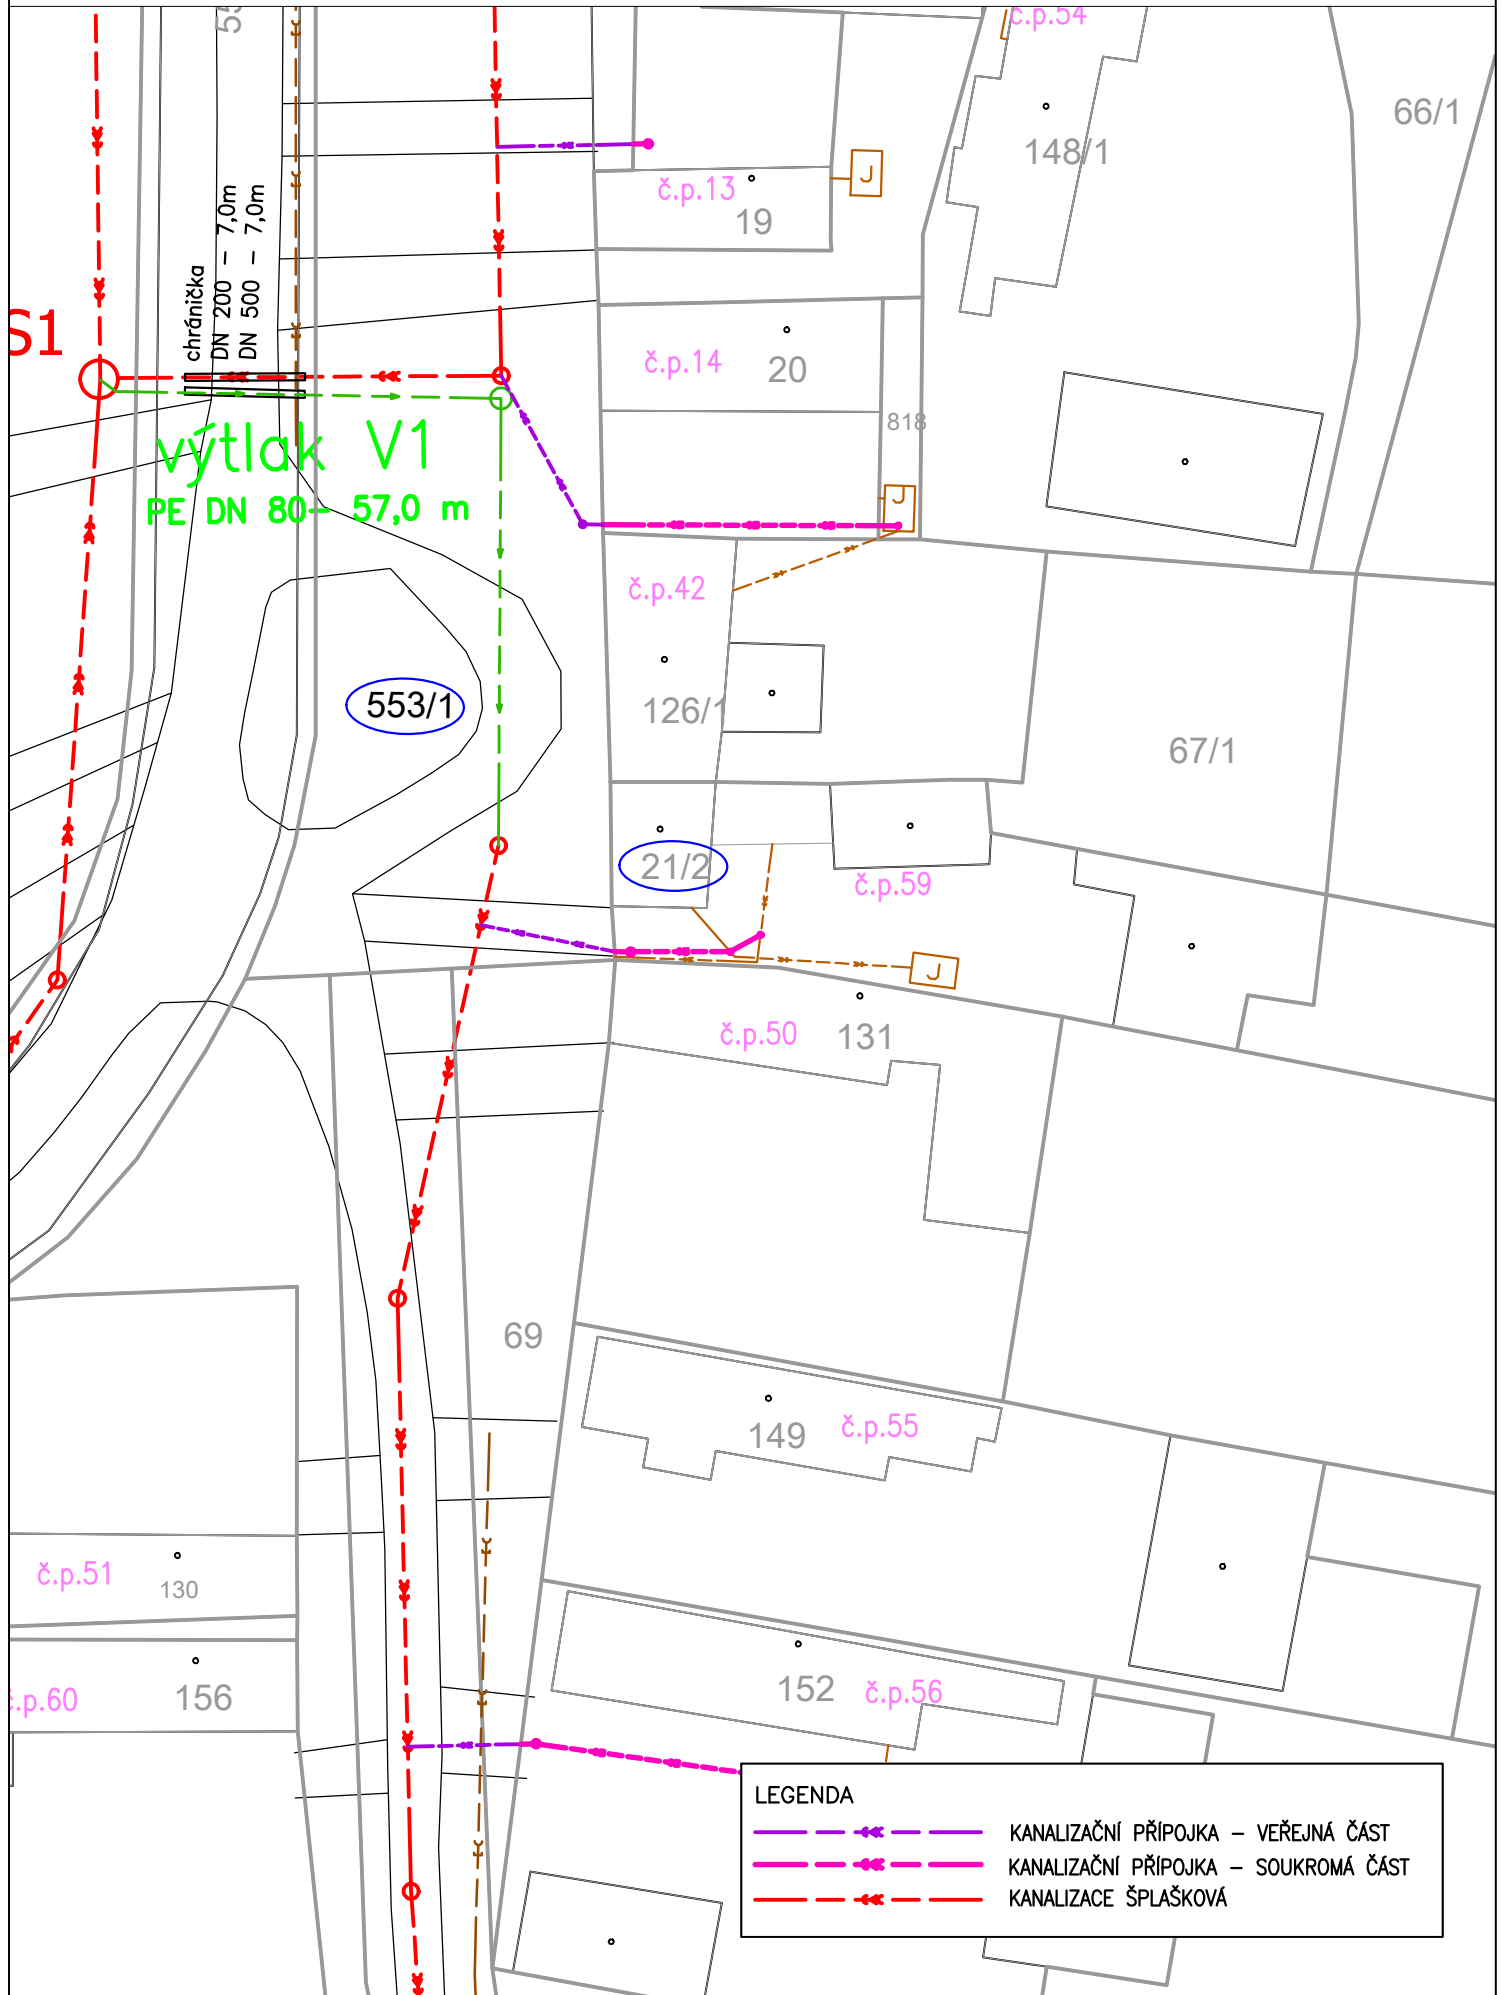 č.p.54
66/1
148/1
J
č.p.13
19
chránička
DN 200 – 7,0m
DN 500 – 7,0m
S1
č.p.14
20
818
výtlak V1
PE DN 80– 57,0 m
J
č.p.42
553/1
126/1
67/1
21/2
č.p.59
J
č.p.50
131
69
149
č.p.55
č.p.51
130
č.p.60
156
152
č.p.56
LEGENDA
KANALIZAČNÍ PŘÍPOJKA – VEŘEJNÁ ČÁST
KANALIZAČNÍ PŘÍPOJKA – SOUKROMÁ ČÁST
KANALIZACE ŠPLAŠKOVÁ